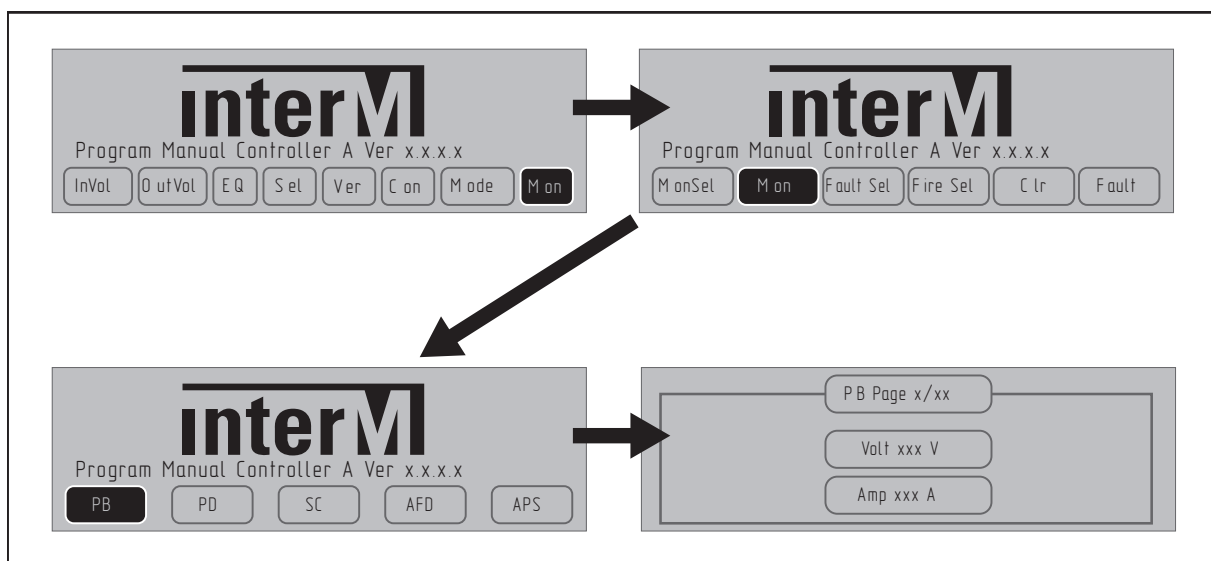 interM
Program Manual Controller A Ver x.x.x.x
InVol OutVol EQ Sel Ver Con Mode Mon
interM
Program Manual Controller A Ver x.x.x.x
MonSel Mon Fault Sel Fire Sel Clr Fault
interM
Program Manual Controller A Ver x.x.x.x
PB PD SC AFD APS
PB Page x/xx
Volt xxx V
Amp xxx A